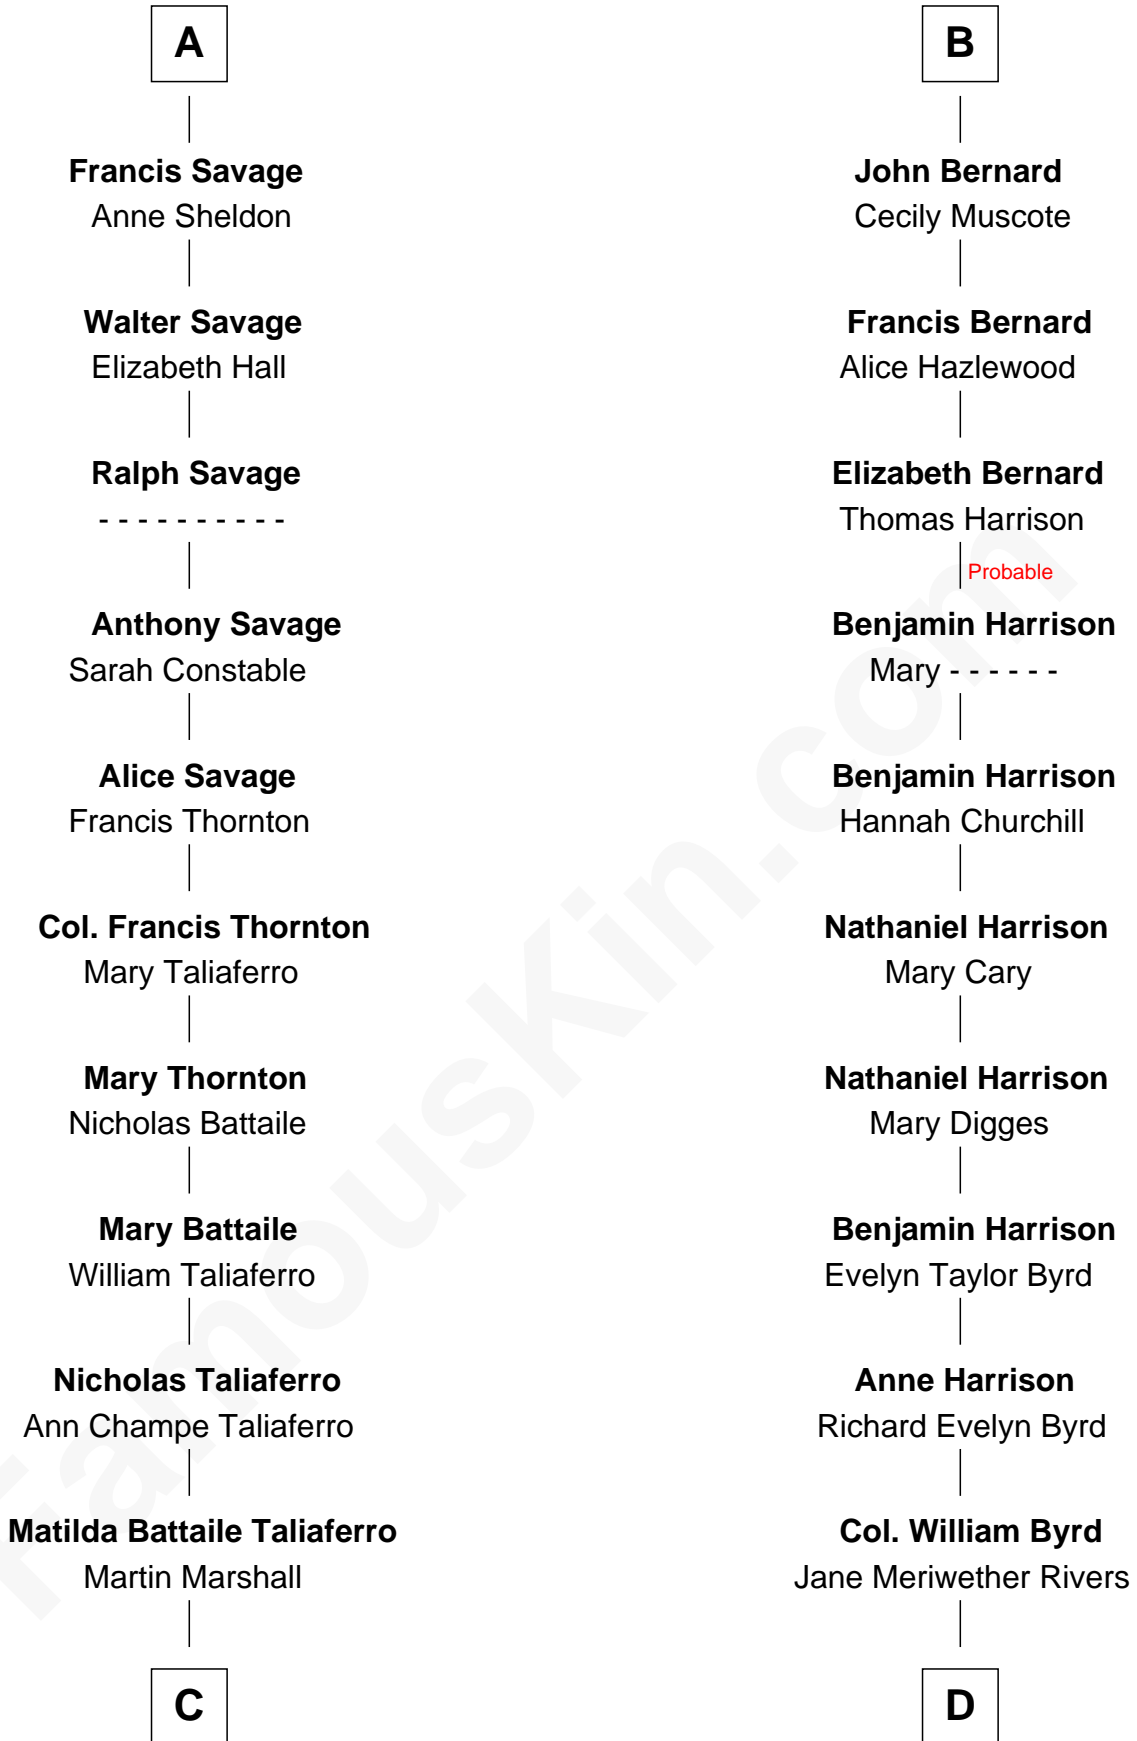 A
Francis Savage
Anne Sheldon
Walter Savage
Elizabeth Hall
Ralph Savage
- - - - - - - - - -
Anthony Savage
Sarah Constable
Alice Savage
Francis Thornton
Col. Francis Thornton
Mary Taliaferro
Mary Thornton
Nicholas Battaile
Mary Battaile
William Taliaferro
Nicholas Taliaferro
Ann Champe Taliaferro
Matilda Battaile Taliaferro
Martin Marshall
C
B
John Bernard
Cecily Muscote
Francis Bernard
Alice Hazlewood
Elizabeth Bernard
Thomas Harrison
Probable
Benjamin Harrison
Mary - - - - - -
Benjamin Harrison
Hannah Churchill
Nathaniel Harrison
Mary Cary
Nathaniel Harrison
Mary Digges
Benjamin Harrison
Evelyn Taylor Byrd
Anne Harrison
Richard Evelyn Byrd
Col. William Byrd
Jane Meriwether Rivers
D
FamousKin.com